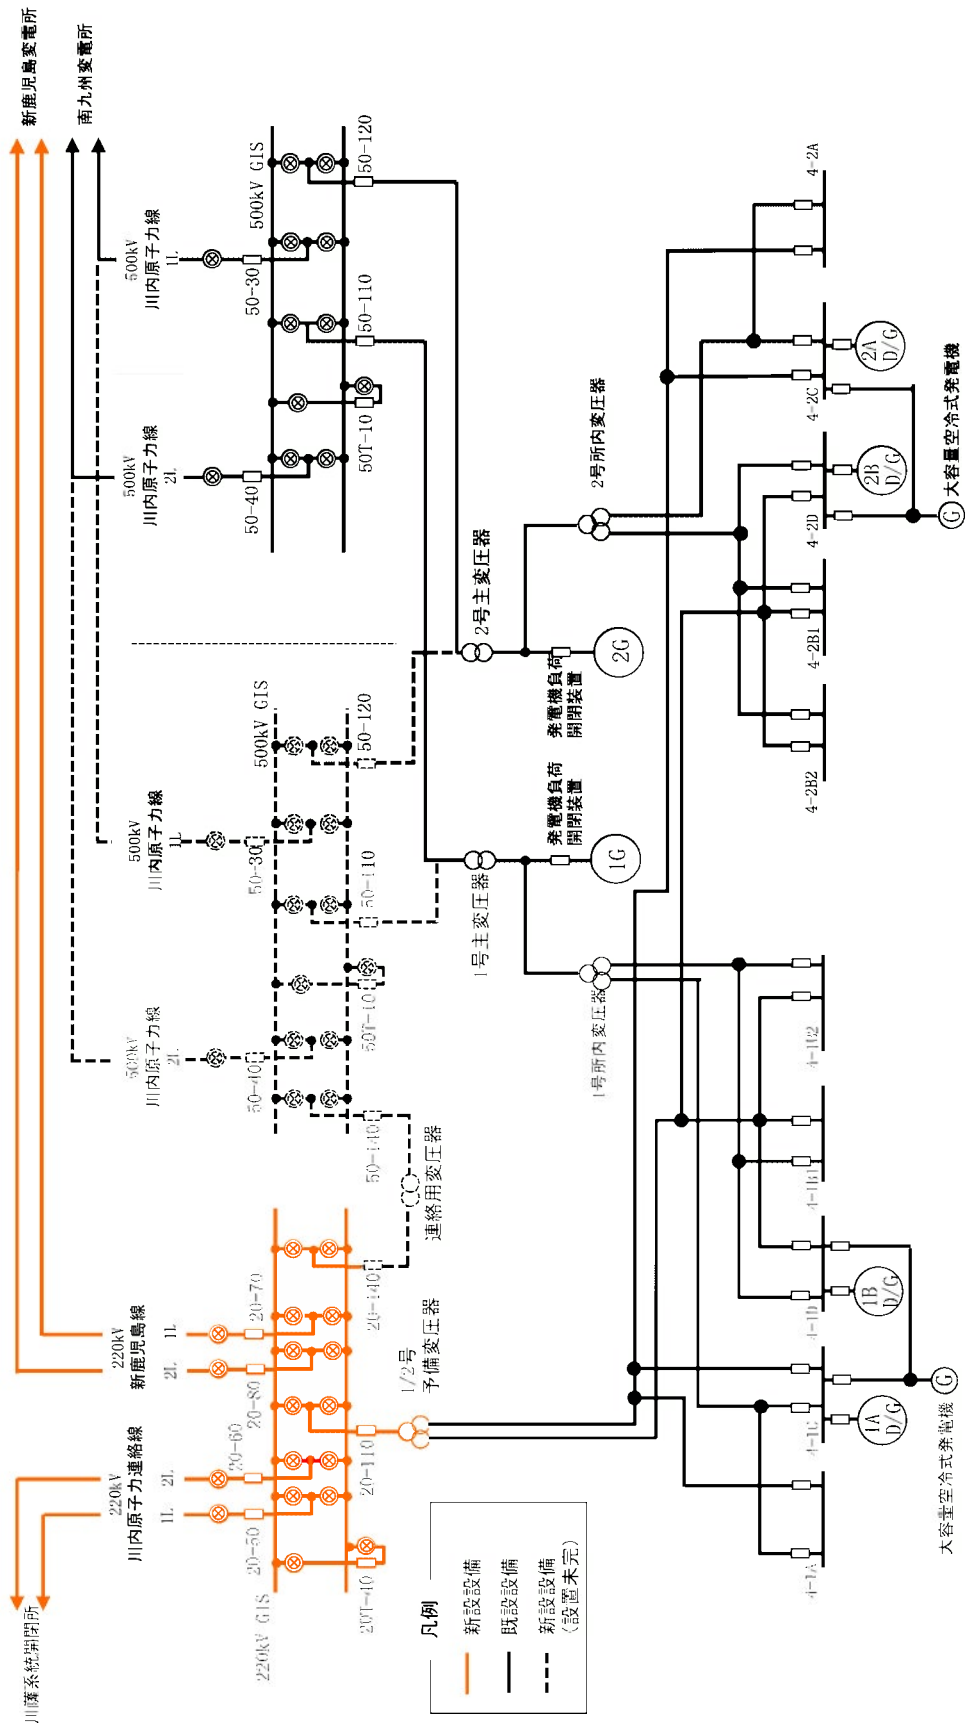 新鹿児島変電所
南九州変電所
500kV
川内原子力線
1L
500kV
川内原子力線
2L
500kV GIS
50-30
50-40
50-120
50-110
50T-10
500kV
川内原子力線
1L
500kV
川内原子力線
2L
500kV GIS
50-30
50-40
50-120
50-110
50T-10
50-140
連絡用変圧器
220kV
新鹿児島線
1L
2L
220kV
川内原子力連絡線
2L
1L
川薩系統開閉所
220kV GIS
20-70
20-80
20-60
20-50
20-140
20-110
20T-40
1/2号
予備変圧器
2号主変圧器
1号主変圧器
発電機負荷
開閉装置
2G
発電機負荷
開閉装置
1G
2号所内変圧器
1号所内変圧器
4-2A
4-2C
4-2D
4-2B1
4-2B2
2A
D/G
2B
D/G
G
大容量空冷式発電機
4-1B2
4-1B1
4-1D
4-1C
4-1A
1B
D/G
1A
D/G
G
大容量空冷式発電機
凡例
新設設備
既設設備
新設設備
(設置未完)